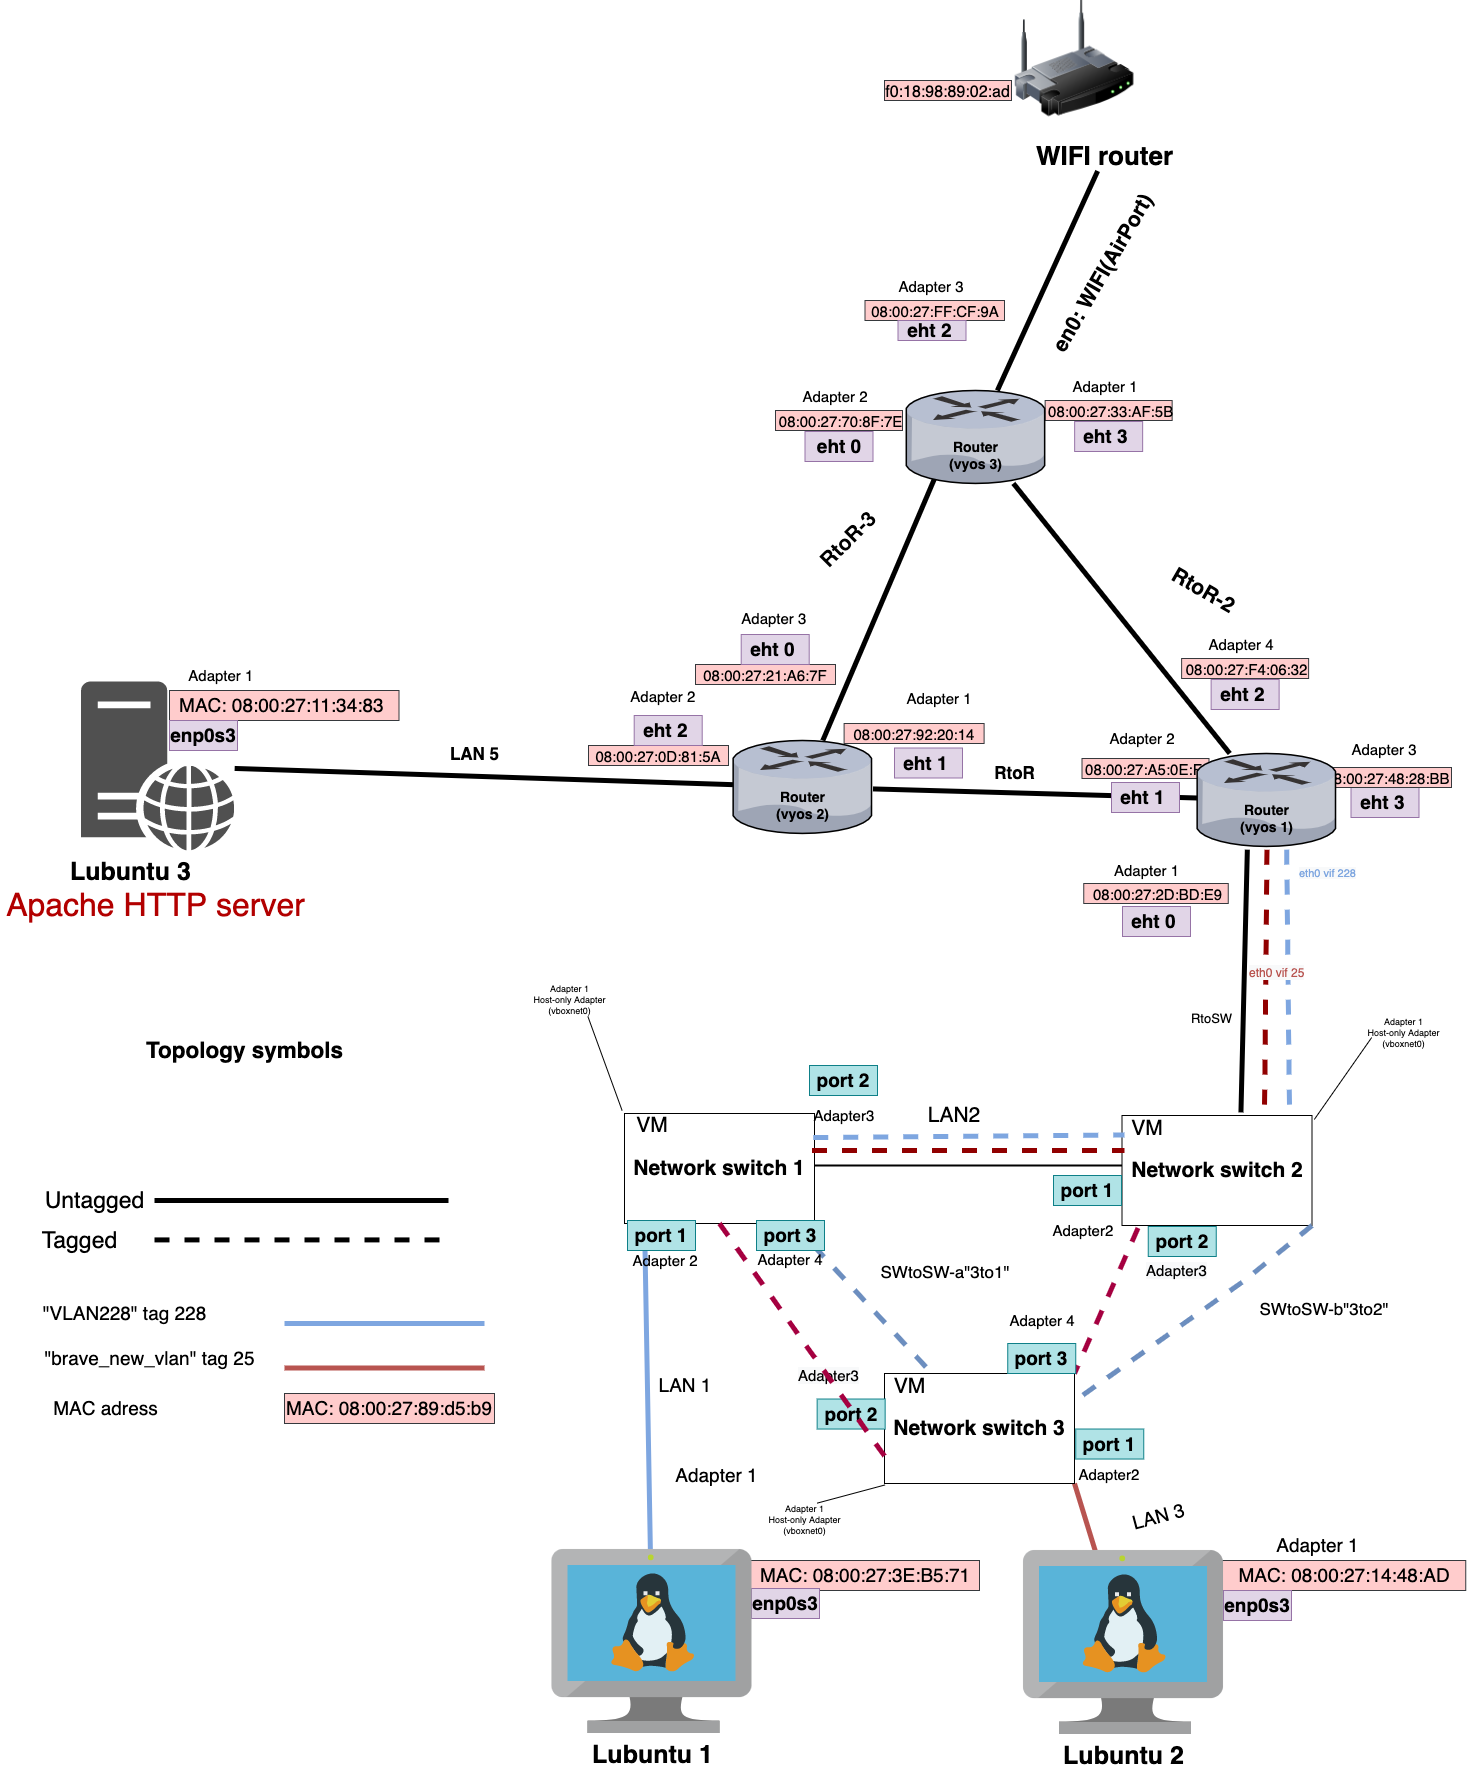 f0:18:98:89:02:ad
WIFI router
en0: WIFI(AirPort)
Adapter 3
08:00:27:FF:CF:9A
eht 2
Adapter 2
08:00:27:70:8F:7E
eht 0
Adapter 1
08:00:27:33:AF:5B
eht 3
Router
(vyos 3)
RtoR-3
RtoR-2
Adapter 3
eht 0
08:00:27:21:A6:7F
Adapter 4
08:00:27:F4:06:32
eht 2
Adapter 1
MAC: 08:00:27:11:34:83
enp0s3
Adapter 2
eht 2
08:00:27:0D:81:5A
Adapter 1
08:00:27:92:20:14
eht 1
LAN 5
Router
(vyos 2)
RtoR
Adapter 2
08:00:27:A5:0E:
eht 1
Adapter 3
8:00:27:48:28:BB
eht 3
Router
(vyos 1)
Lubuntu 3
Apache HTTP server
Adapter 1
08:00:27:2D:BD:E9
eht 0
eth0 vif 228
eth0 vif 25
RtoSW
Adapter 1
Host-only Adapter
(vboxnet0)
Adapter 1
Host-only Adapter
(vboxnet0)
Topology symbols
port 2
Adapter3
LAN2
VM
Network switch 1
VM
Network switch 2
port 1
Adapter2
port 2
Adapter3
port 1
Adapter 2
port 3
Adapter 4
Untagged
Tagged
"VLAN228" tag 228
"brave_new_vlan" tag 25
MAC adress
MAC: 08:00:27:89:d5:b9
SWtoSW-a"3to1"
SWtoSW-b"3to2"
Adapter 4
port 3
Adapter3
port 2
VM
Network switch 3
port 1
Adapter2
LAN 1
Adapter 1
Adapter 1
Host-only Adapter
(vboxnet0)
LAN 3
MAC: 08:00:27:3E:B5:71
enp0s3
Adapter 1
MAC: 08:00:27:14:48:AD
enp0s3
Lubuntu 1
Lubuntu 2